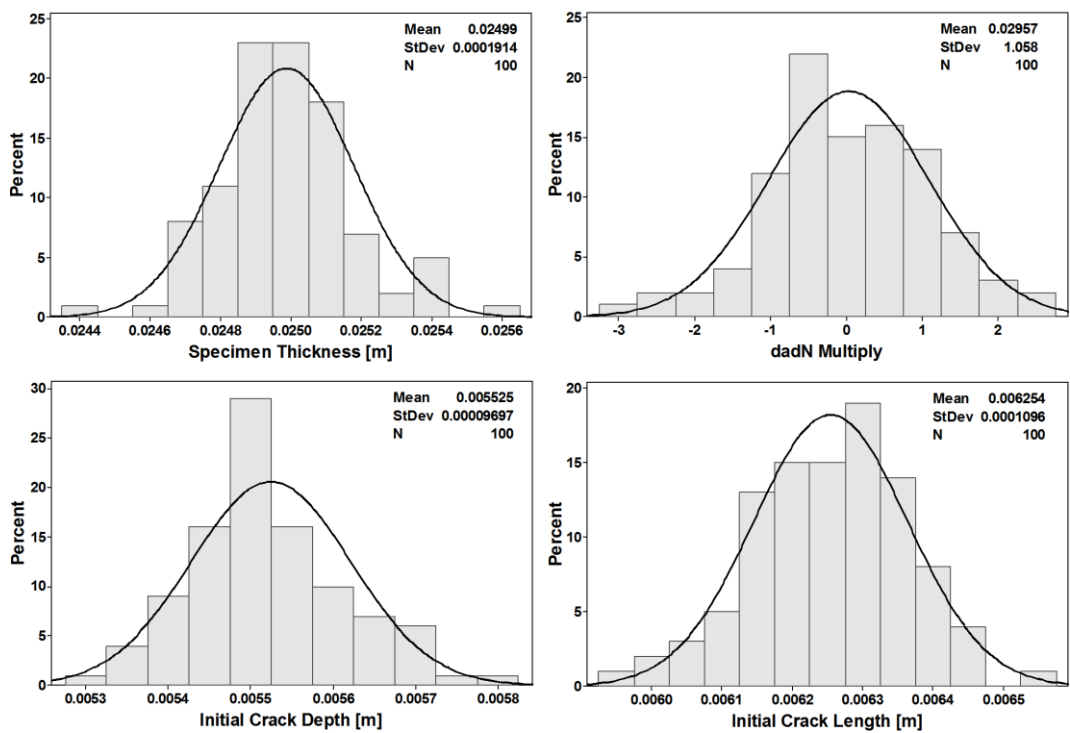 25
20
15
10
5
0
Percent
Mean 0.02499
StDev 0.0001914
N 100
0.0244 0.0246 0.0248 0.0250 0.0252 0.0254 0.0256
Specimen Thickness [m]
25
20
15
10
5
0
Percent
Mean 0.02957
StDev 1.058
N 100
-3 -2 -1 0 1 2
dadN Multiply
30
25
20
15
10
5
0
Percent
Mean 0.005525
StDev 0.00009697
N 100
0.0053 0.0054 0.0055 0.0056 0.0057 0.0058
Initial Crack Depth [m]
20
15
10
5
0
Percent
Mean 0.006254
StDev 0.0001096
N 100
0.0060 0.0061 0.0062 0.0063 0.0064 0.0065
Initial Crack Length [m]